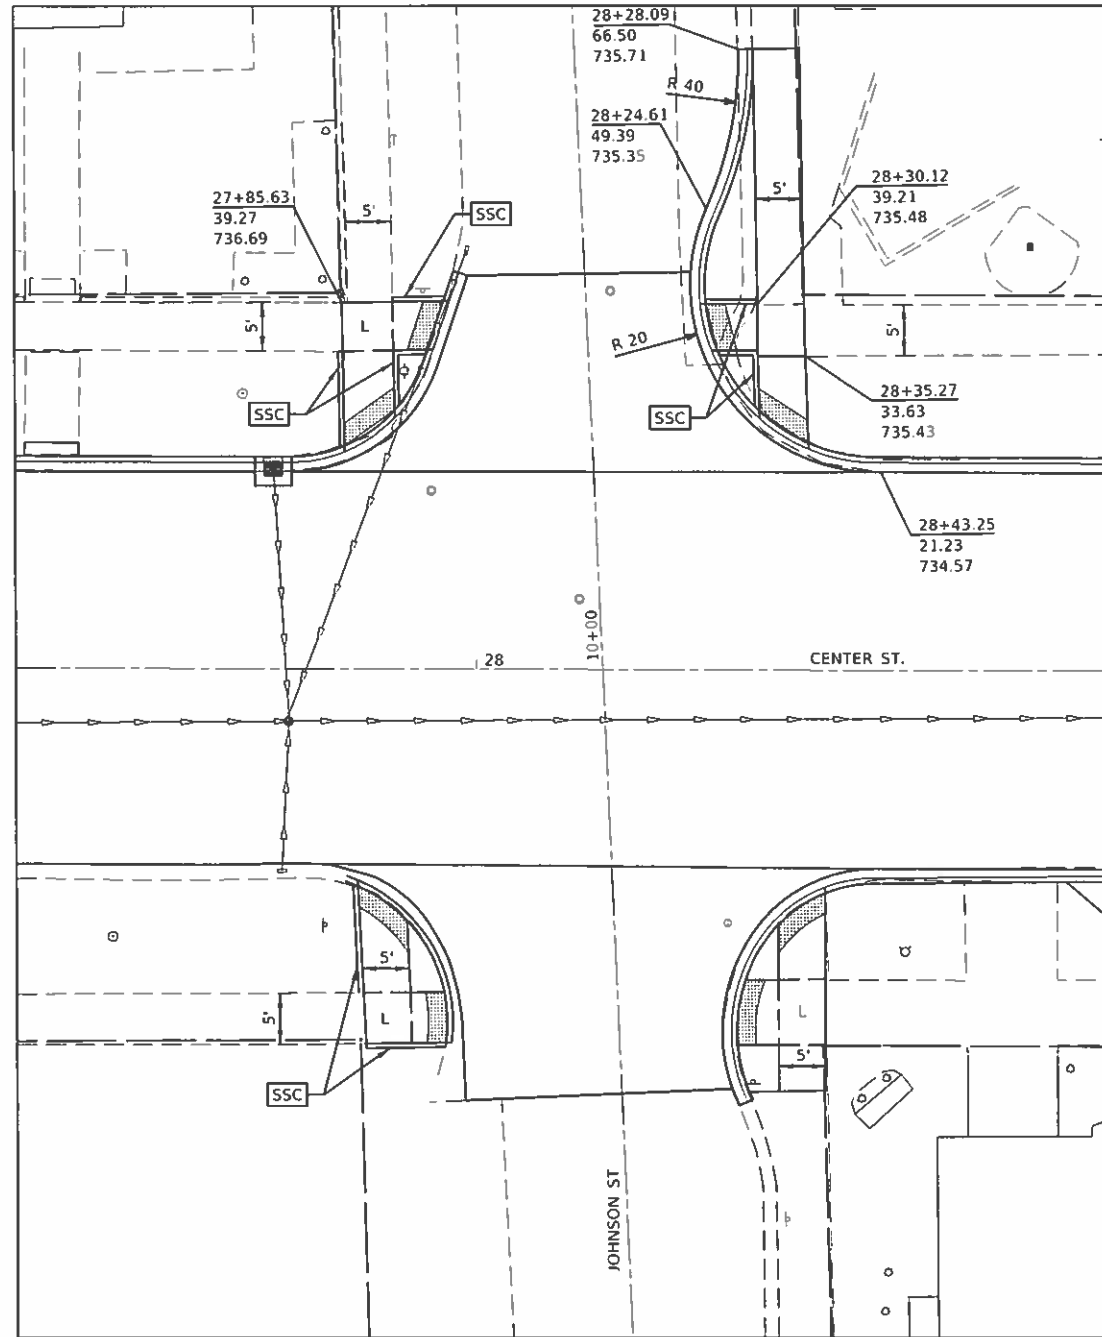 28+28.09
66.50
735.71
R 40
28+24.61
49.39
735.35
27+85.63
39.27
736.69
5'
SSC
5'
28+30.12
39.21
735.48
5'
L
R 20
5'
SSC
SSC
28+35.27
33.63
735.43
28+43.25
21.23
734.57
10+00
28
CENTER ST.
5'
5'
L
L
5'
SSC
JOHNSON ST